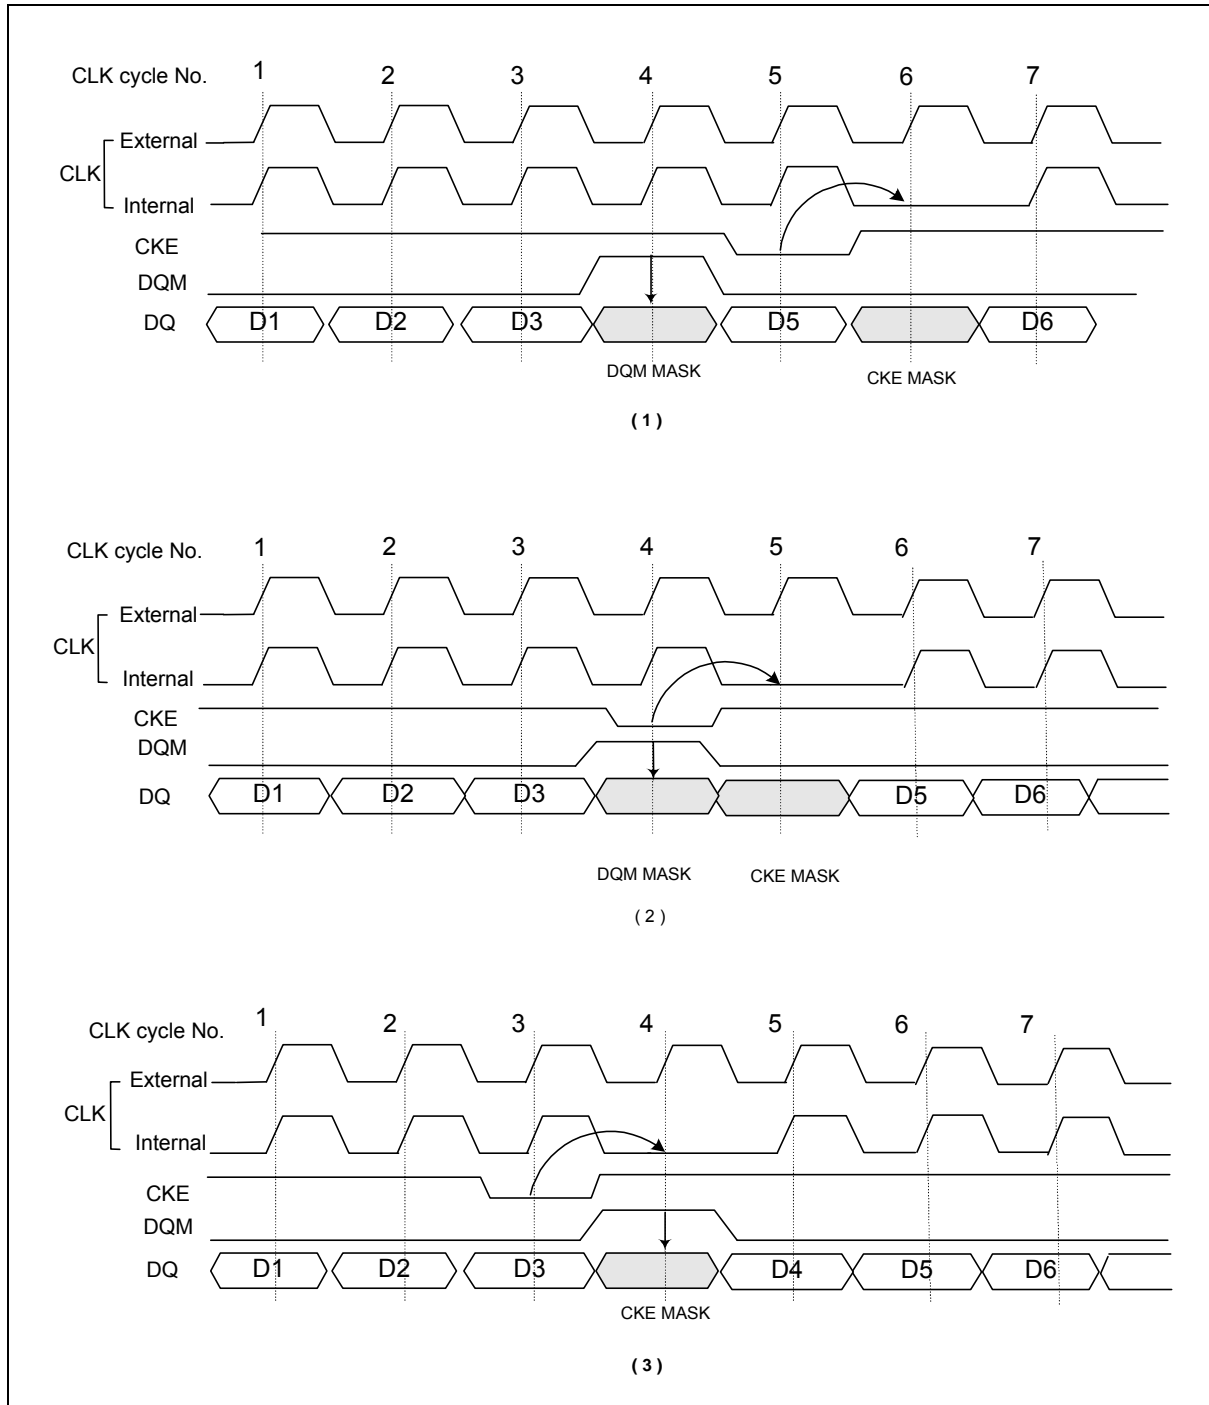 CLK cycle No. 1 2 3 4 5 6 7
External
CLK
Internal
CKE
DQM
DQ D1 D2 D3 D5 D6
DQM MASK CKE MASK
( 1 )
CLK cycle No. 1 2 3 4 5 6 7
External
CLK
Internal
CKE
DQM
DQ D1 D2 D3 D5 D6
DQM MASK CKE MASK
( 2 )
CLK cycle No. 1 2 3 4 5 6 7
External
CLK
Internal
CKE
DQM
DQ D1 D2 D3 D4 D5 D6
CKE MASK
( 3 )